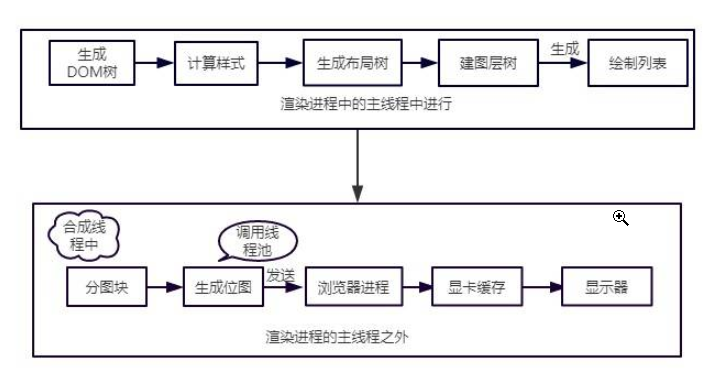 生成
DOM树
计算样式
生成布局树
建图层树
生成
绘制列表
渲染进程中的主线程中进行
合成线
程中
调用线
程池
分图块
生成位图
发送
浏览器进程
显卡缓存
显示器
渲染进程的主线程之外